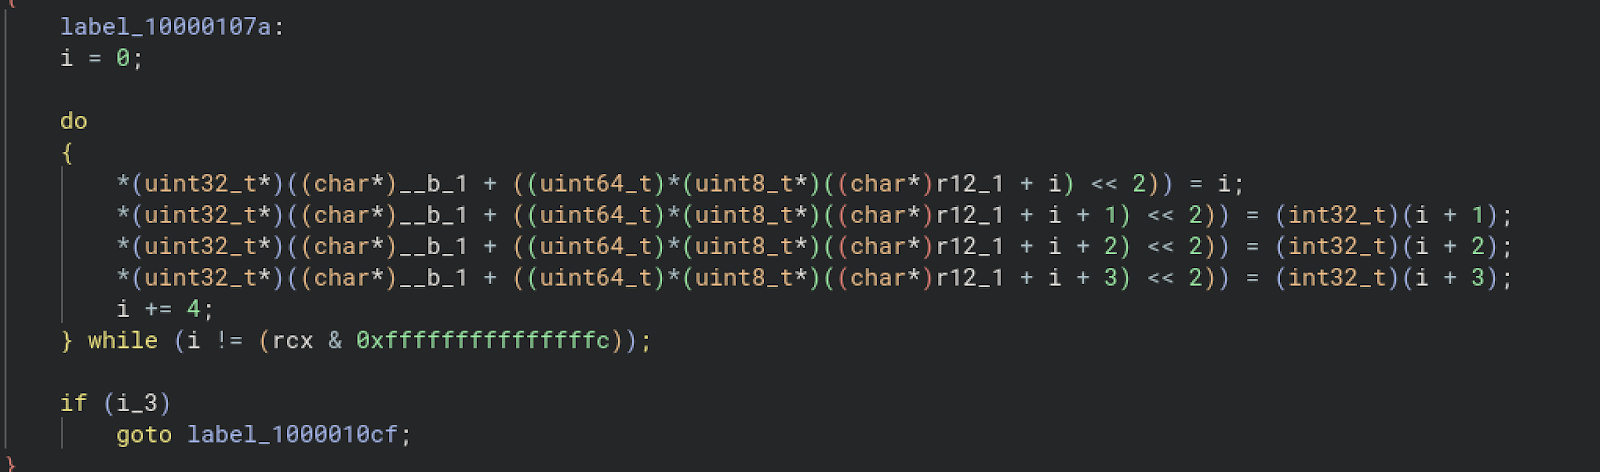 {
label_10000107a:
i = 0;
do
{
*(uint32_t*)((char*)__b_1 + ((uint64_t)*(uint8_t*)((char*)r12_1 + i) << 2)) = i;
*(uint32_t*)((char*)__b_1 + ((uint64_t)*(uint8_t*)((char*)r12_1 + i + 1) << 2)) = (int32_t)(i + 1);
*(uint32_t*)((char*)__b_1 + ((uint64_t)*(uint8_t*)((char*)r12_1 + i + 2) << 2)) = (int32_t)(i + 2);
*(uint32_t*)((char*)__b_1 + ((uint64_t)*(uint8_t*)((char*)r12_1 + i + 3) << 2)) = (int32_t)(i + 3);
i += 4;
} while (i != (rcx & 0xfffffffffffffffc));
if (i_3)
goto label_1000010cf;
}